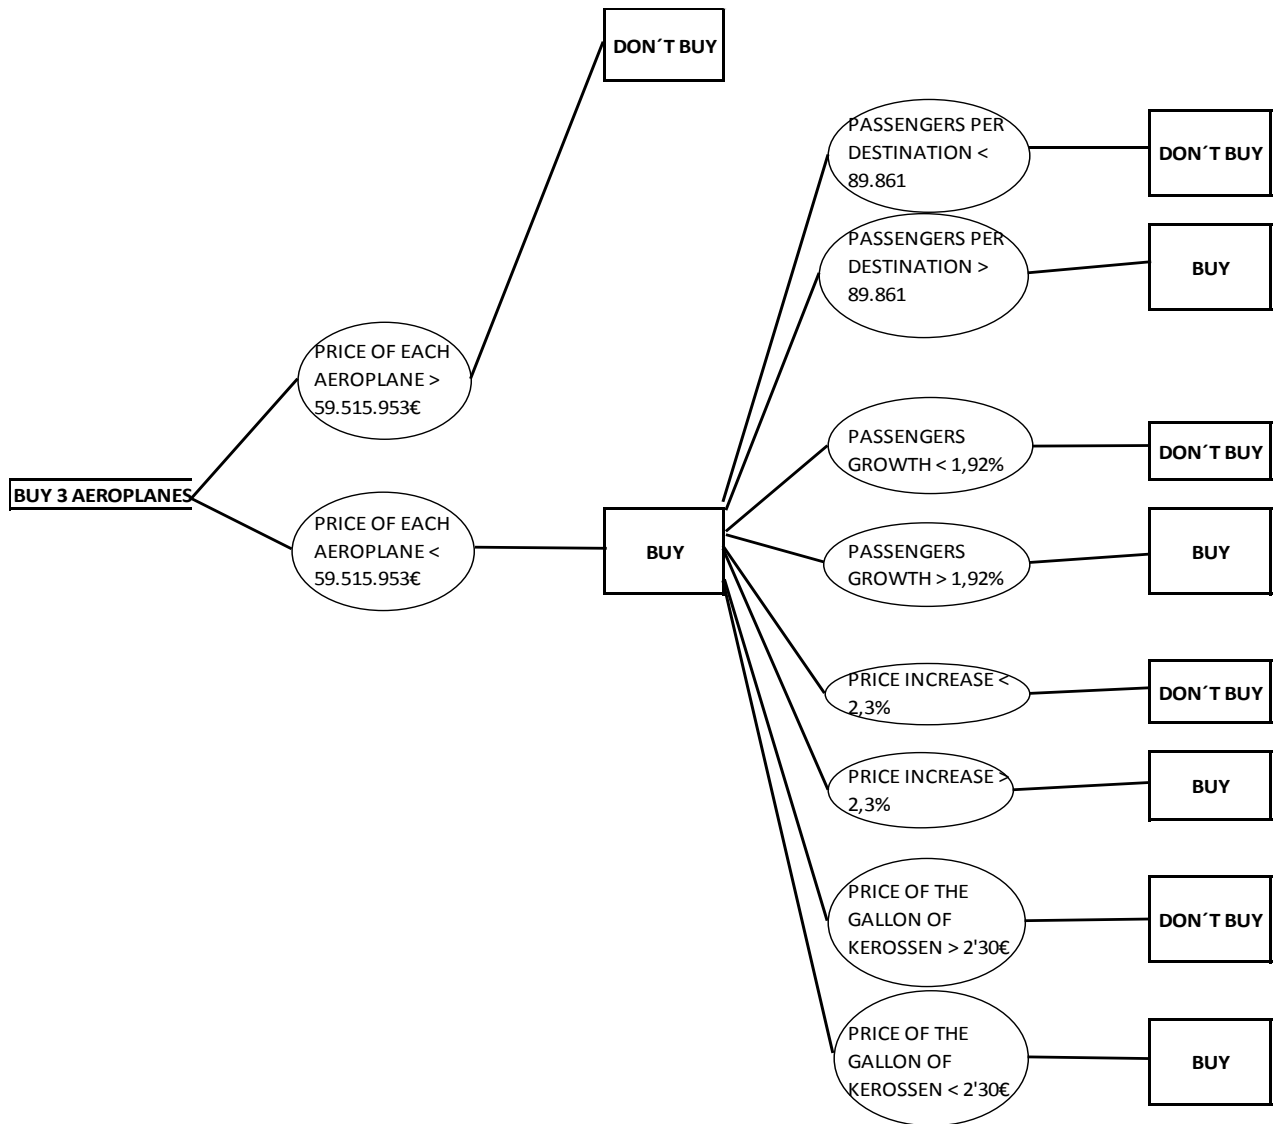 DON´T BUY
PASSENGERS PER
DESTINATION <
89.861
DON´T BUY
PASSENGERS PER
DESTINATION >
89.861
BUY
PRICE OF EACH
AEROPLANE >
59.515.953€
PASSENGERS
GROWTH < 1,92%
DON´T BUY
BUY 3 AEROPLANES
PRICE OF EACH
AEROPLANE <
59.515.953€
BUY
PASSENGERS
GROWTH > 1,92%
BUY
PRICE INCREASE <
2,3%
DON´T BUY
PRICE INCREASE >
2,3%
BUY
PRICE OF THE
GALLON OF
KEROSSEN > 2'30€
DON´T BUY
PRICE OF THE
GALLON OF
KEROSSEN < 2'30€
BUY